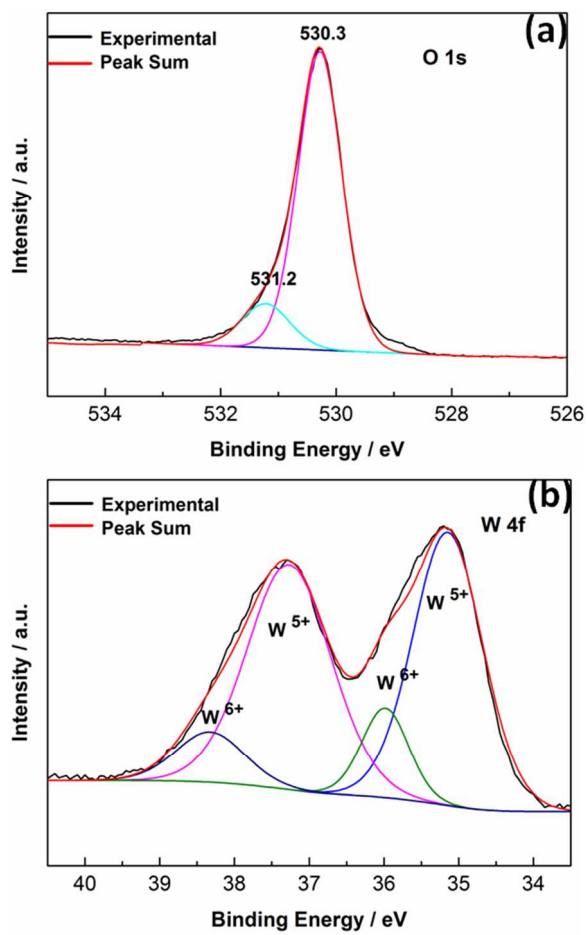 (a)
530.3
Experimental
Peak Sum
O 1s
531.2
Intensity / a.u.
534 532 530 528 526
Binding Energy / eV
(b)
Experimental
Peak Sum
W 4f
W 5+
W 5+
W 6+
W 6+
Intensity / a.u.
40 39 38 37 36 35 34
Binding Energy / eV